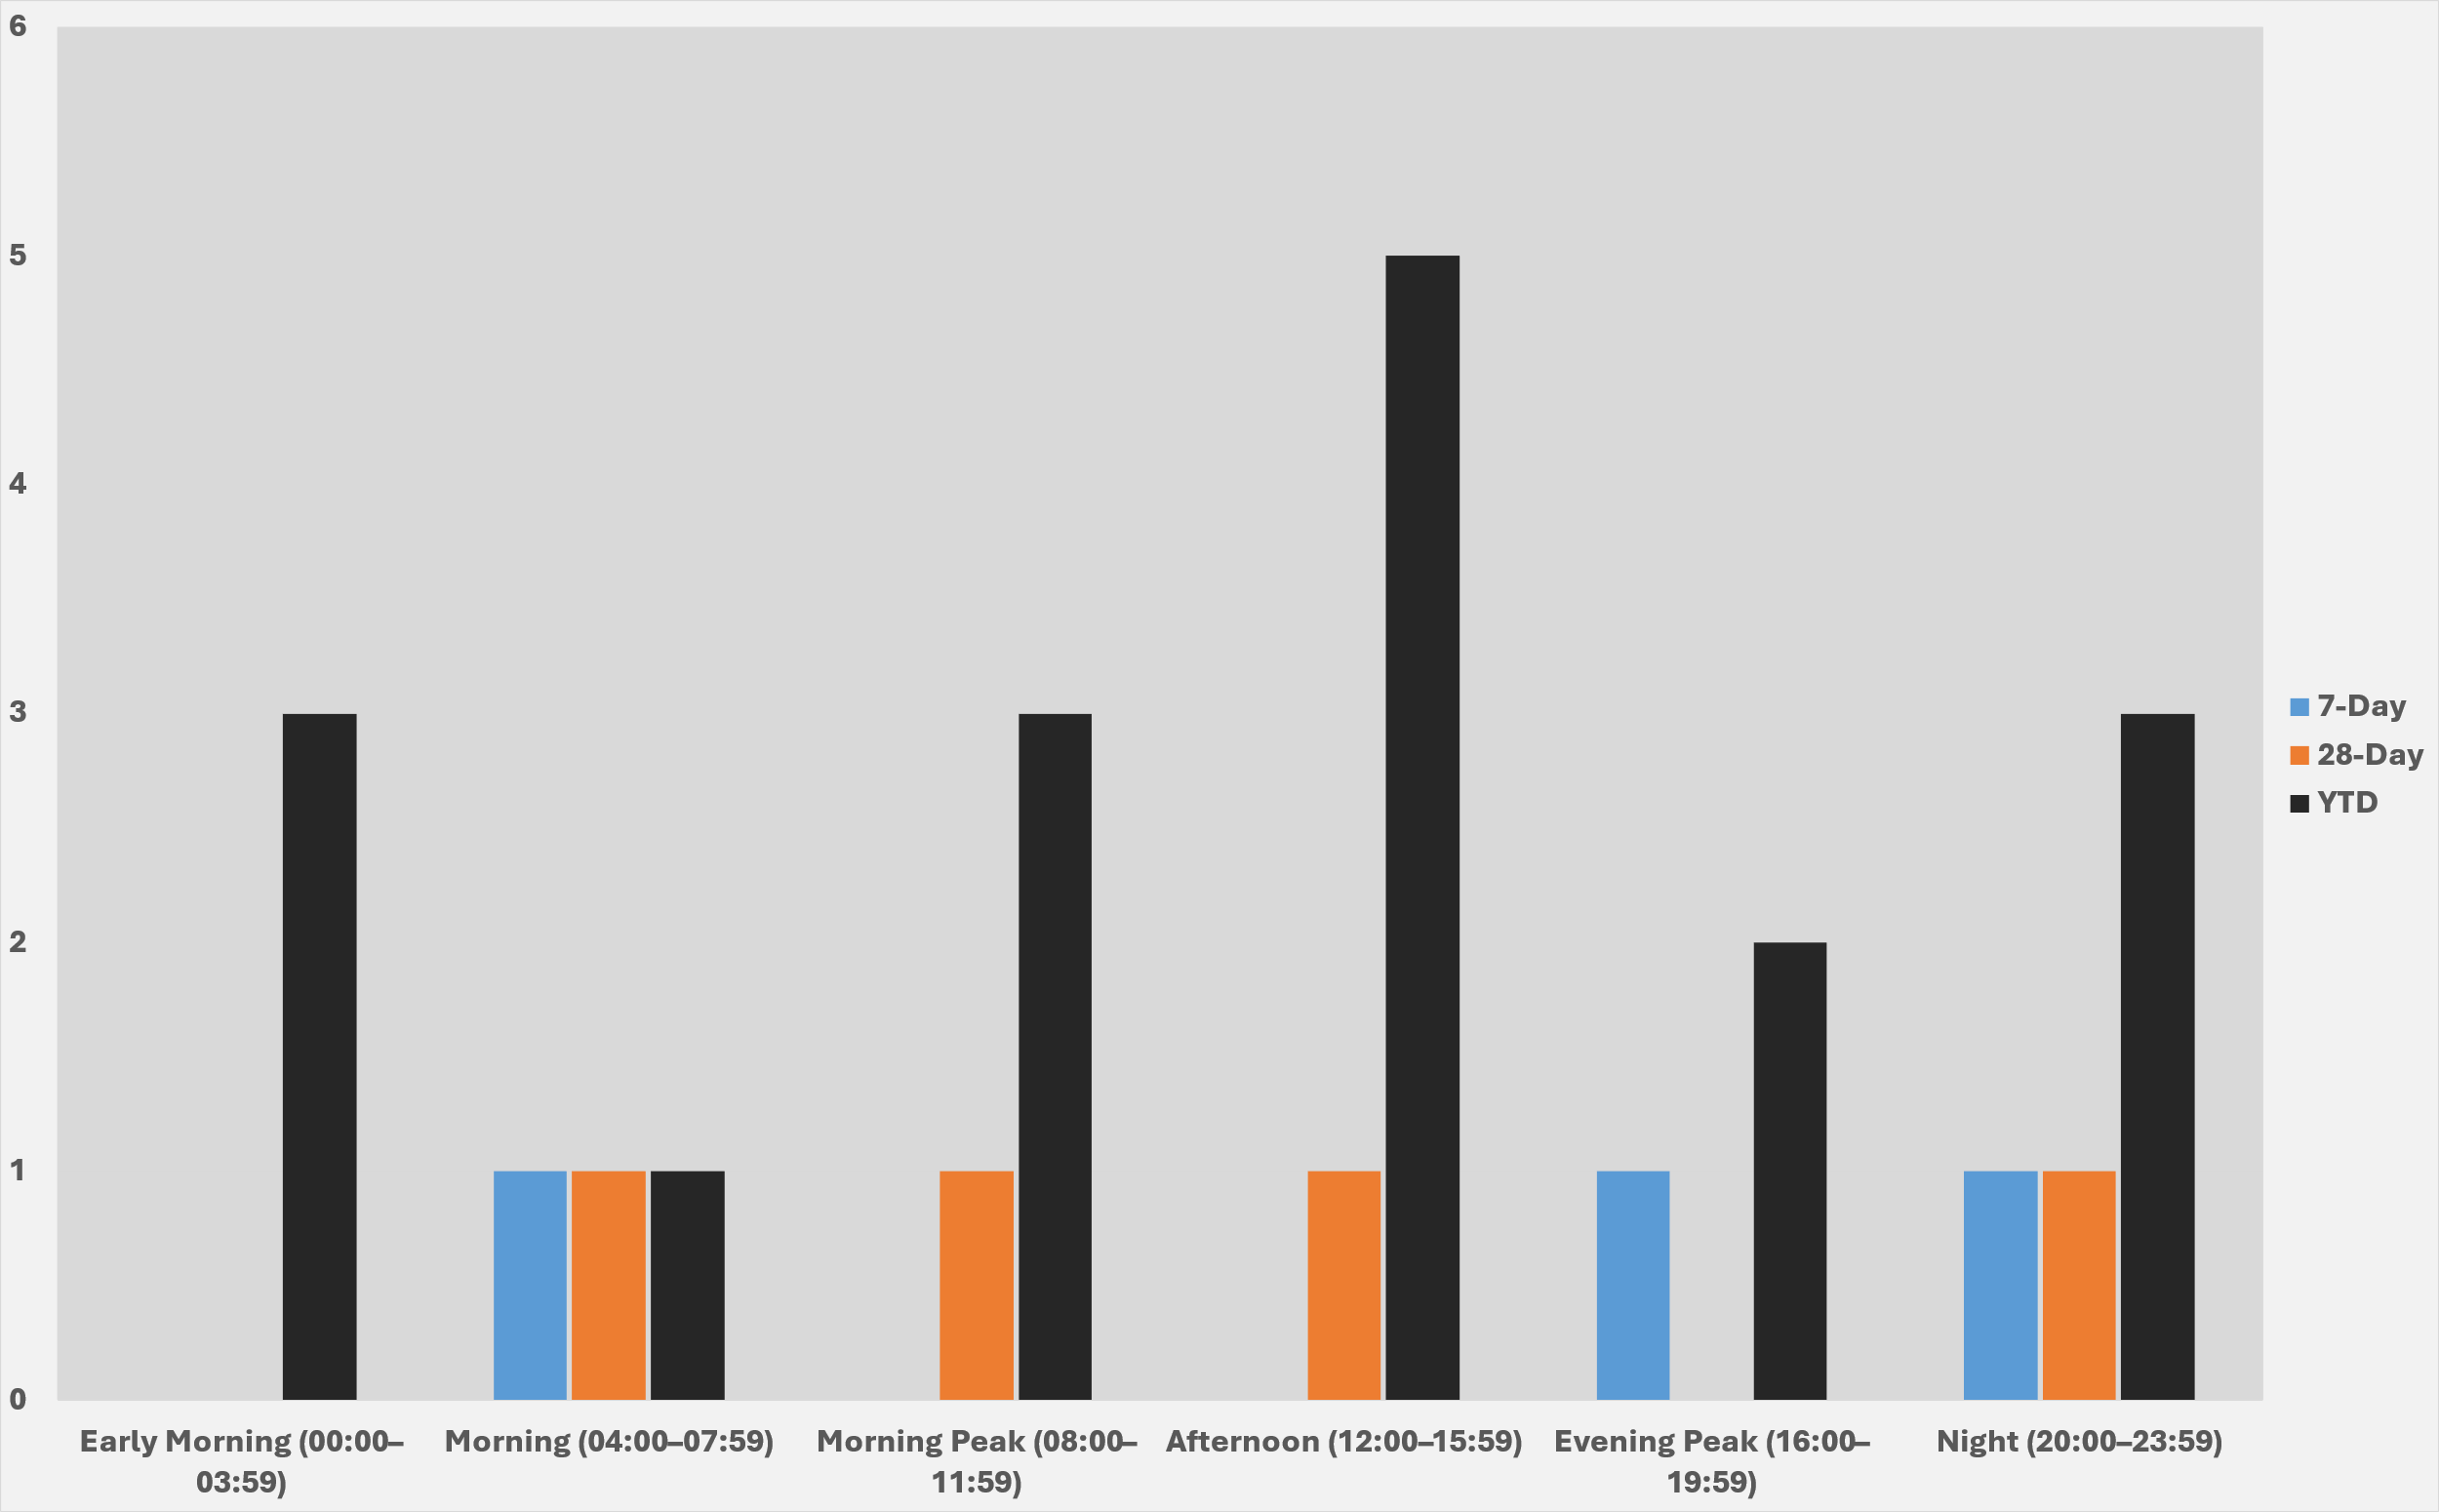 6
5
4
3
2
1
0
Early Morning (00:00–
03:59)
Morning (04:00–07:59)
Morning Peak (08:00–
11:59)
Afternoon (12:00–15:59)
Evening Peak (16:00–
19:59)
Night (20:00–23:59)
7-Day
28-Day
YTD